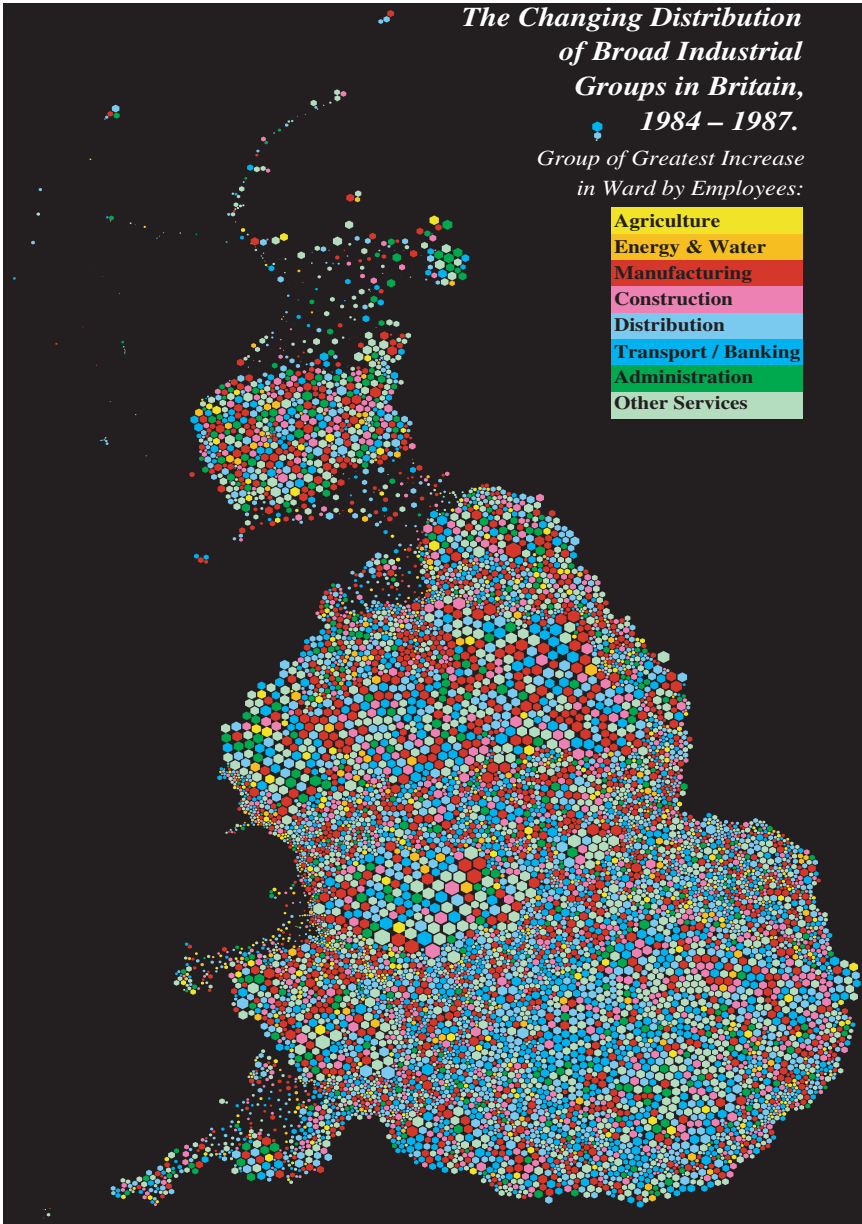 The Changing Distribution
of Broad Industrial
Groups in Britain,
1984 – 1987.
Group of Greatest Increase
in Ward by Employees:
Agriculture
Energy & Water
Manufacturing
Construction
Distribution
Transport / Banking
Administration
Other Services